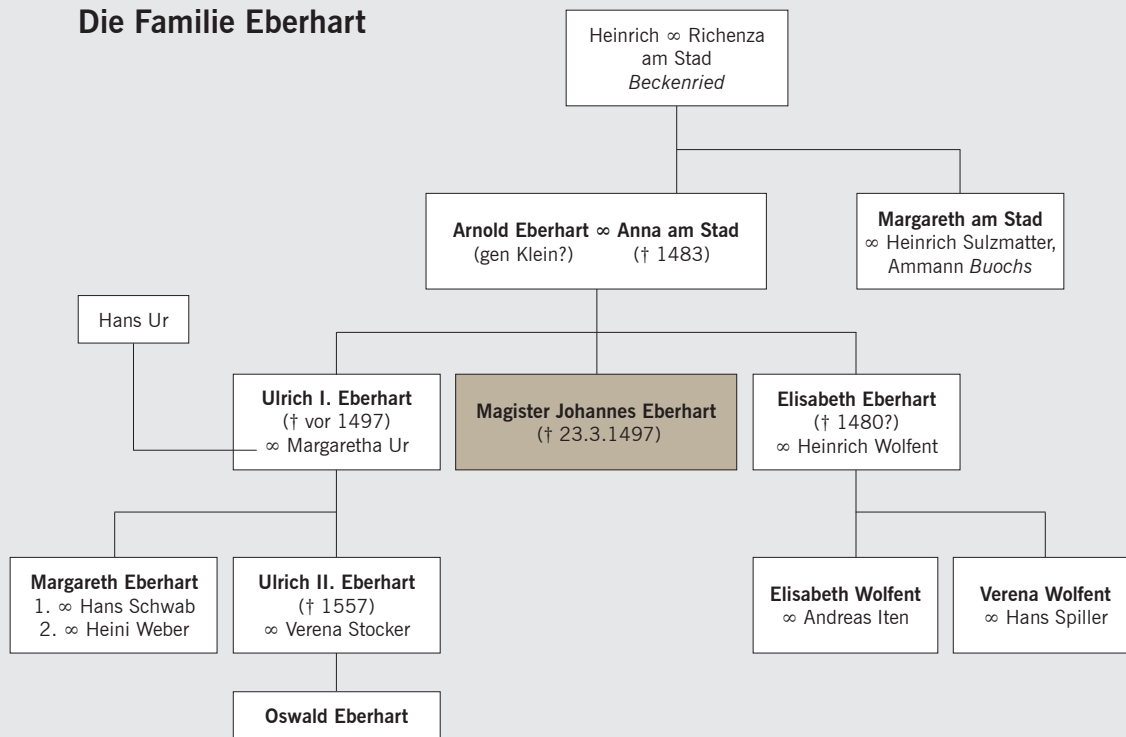 Die Familie Eberhart
Heinrich ∞ Richenza
am Stad
Beckenried
Arnold Eberhart ∞ Anna am Stad
(gen Klein?) († 1483)
Margareth am Stad
∞ Heinrich Sulzmatter,
Ammann Buochs
Hans Ur
Ulrich I. Eberhart
(† vor 1497)
∞ Margaretha Ur
Magister Johannes Eberhart
(† 23.3.1497)
Elisabeth Eberhart
(† 1480?)
∞ Heinrich Wolfent
Margareth Eberhart
1. ∞ Hans Schwab
2. ∞ Heini Weber
Ulrich II. Eberhart
(† 1557)
∞ Verena Stocker
Elisabeth Wolfent
∞ Andreas Iten
Verena Wolfent
∞ Hans Spiller
Oswald Eberhart